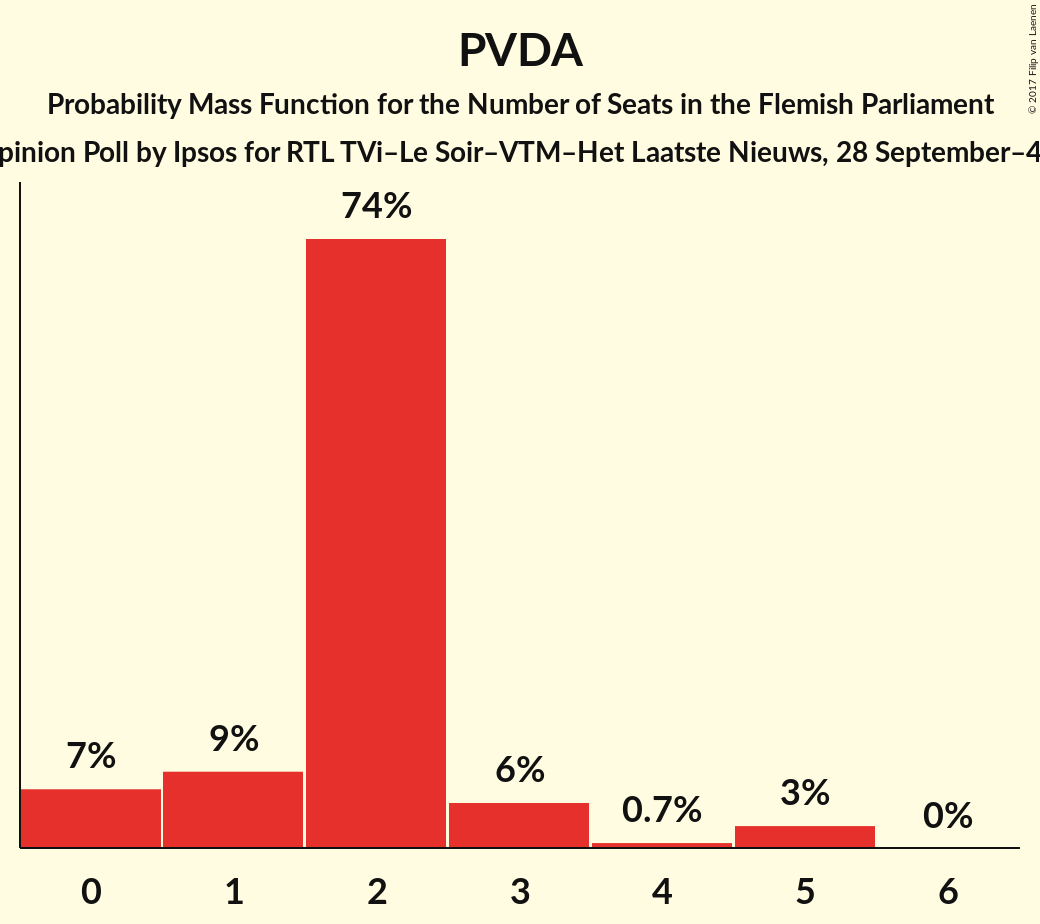 PVDA
Probability Mass Function for the Number of Seats in the Flemish Parliament
pinion Poll by Ipsos for RTL TVi–Le Soir–VTM–Het Laatste Nieuws, 28 September–4
© 2017 Filip van Laenen
74%
7%
9%
6%
0.7%
3%
0%
0 1 2 3 4 5 6